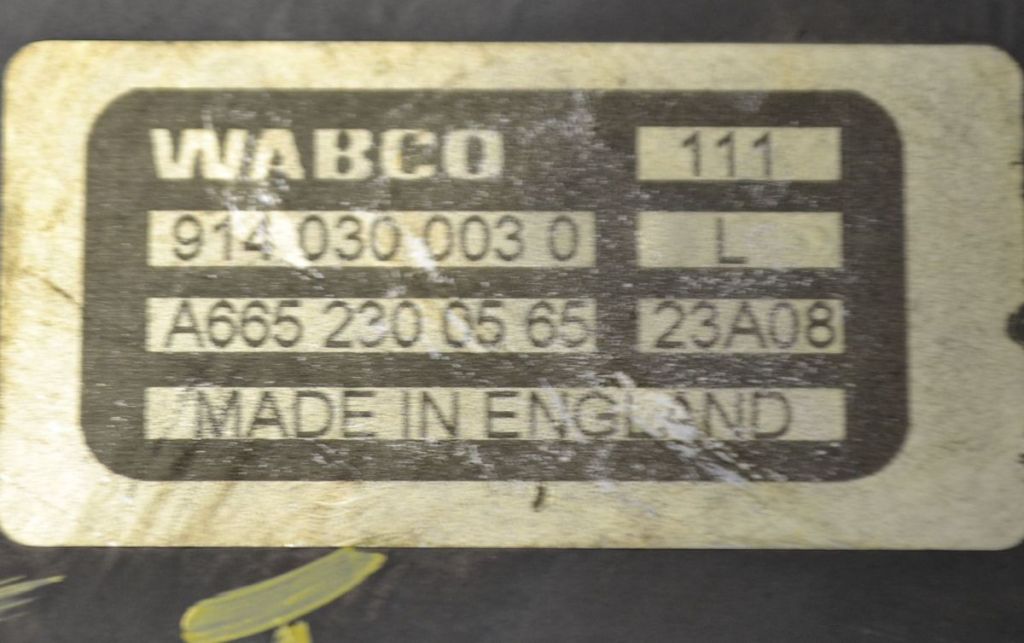 WABCO 111
914 030 003 0 L
A665 230 05 65 23A08
MADE IN ENGLAND